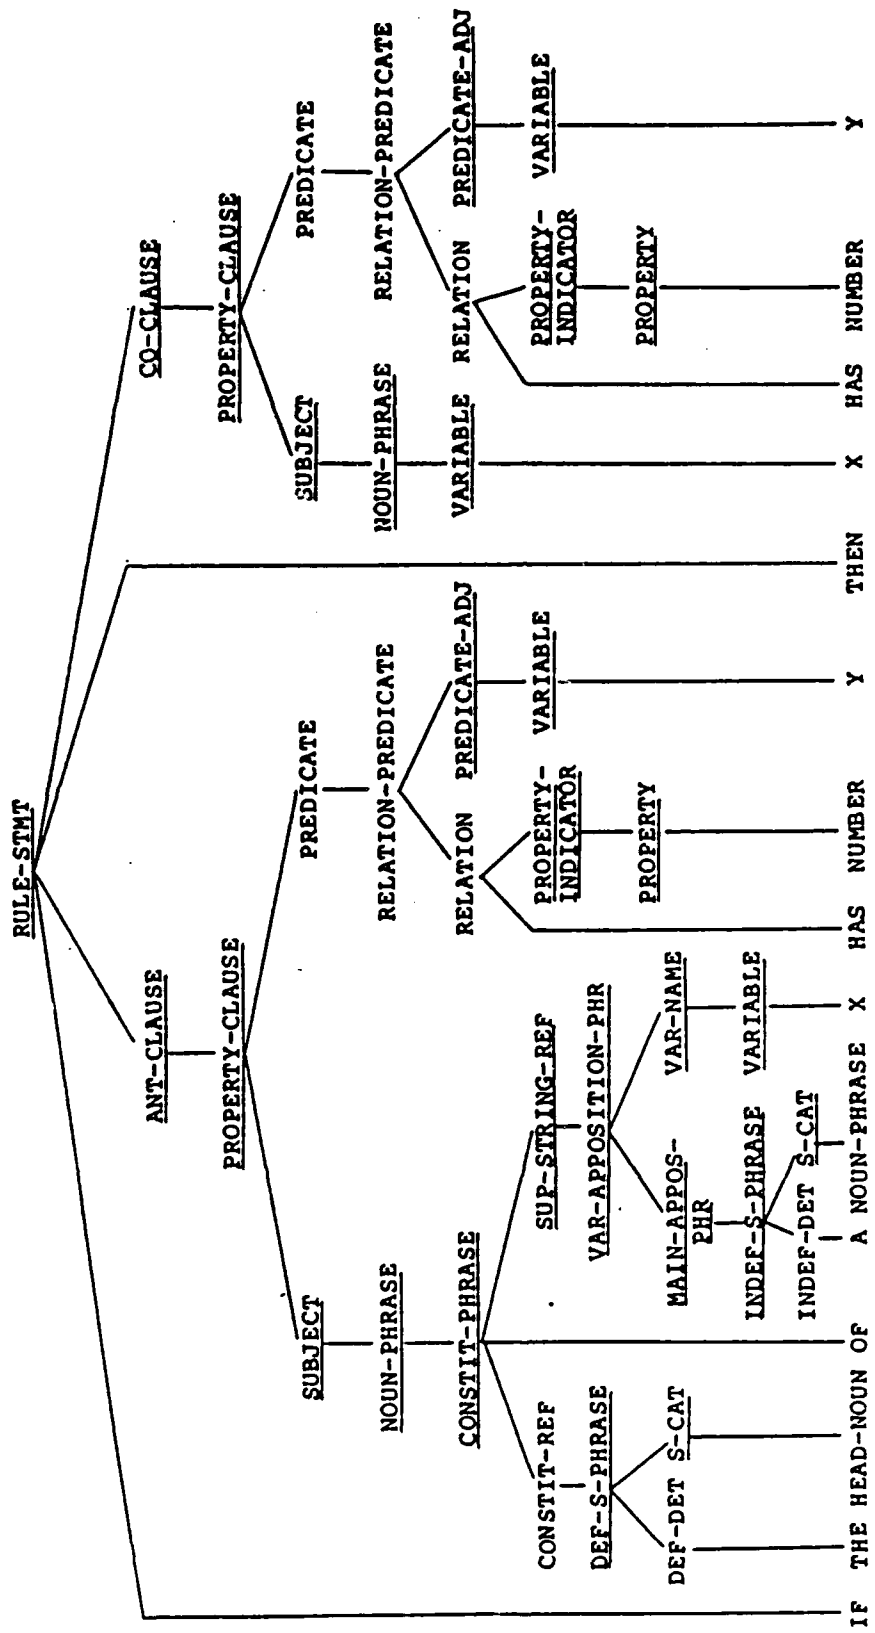 RULE-STMT
ANT-CLAUSE CO-CLAUSE
PROPERTY-CLAUSE PROPERTY-CLAUSE
SUBJECT PREDICATE SUBJECT PREDICATE
NOUN-PHRASE RELATION-PREDICATE NOUN-PHRASE RELATION-PREDICATE
CONSTIT-PHRASE RELATION PREDICATE-ADJ VARIABLE RELATION PREDICATE-ADJ
CONSTIT-REF SUP-STRING-REF PROPERTY- VARIABLE PROPERTY- VARIABLE
INDICATOR INDICATOR
DEF-S-PHRASE VAR-APPOSITION-PHR PROPERTY PROPERTY
DEF-DET S-CAT MAIN-APPOS- VAR-NAME
PHR
INDEF-S-PHRASE VARIABLE
INDEF-DET S-CAT
IF THE HEAD-NOUN OF A NOUN-PHRASE X HAS NUMBER Y THEN X HAS NUMBER Y